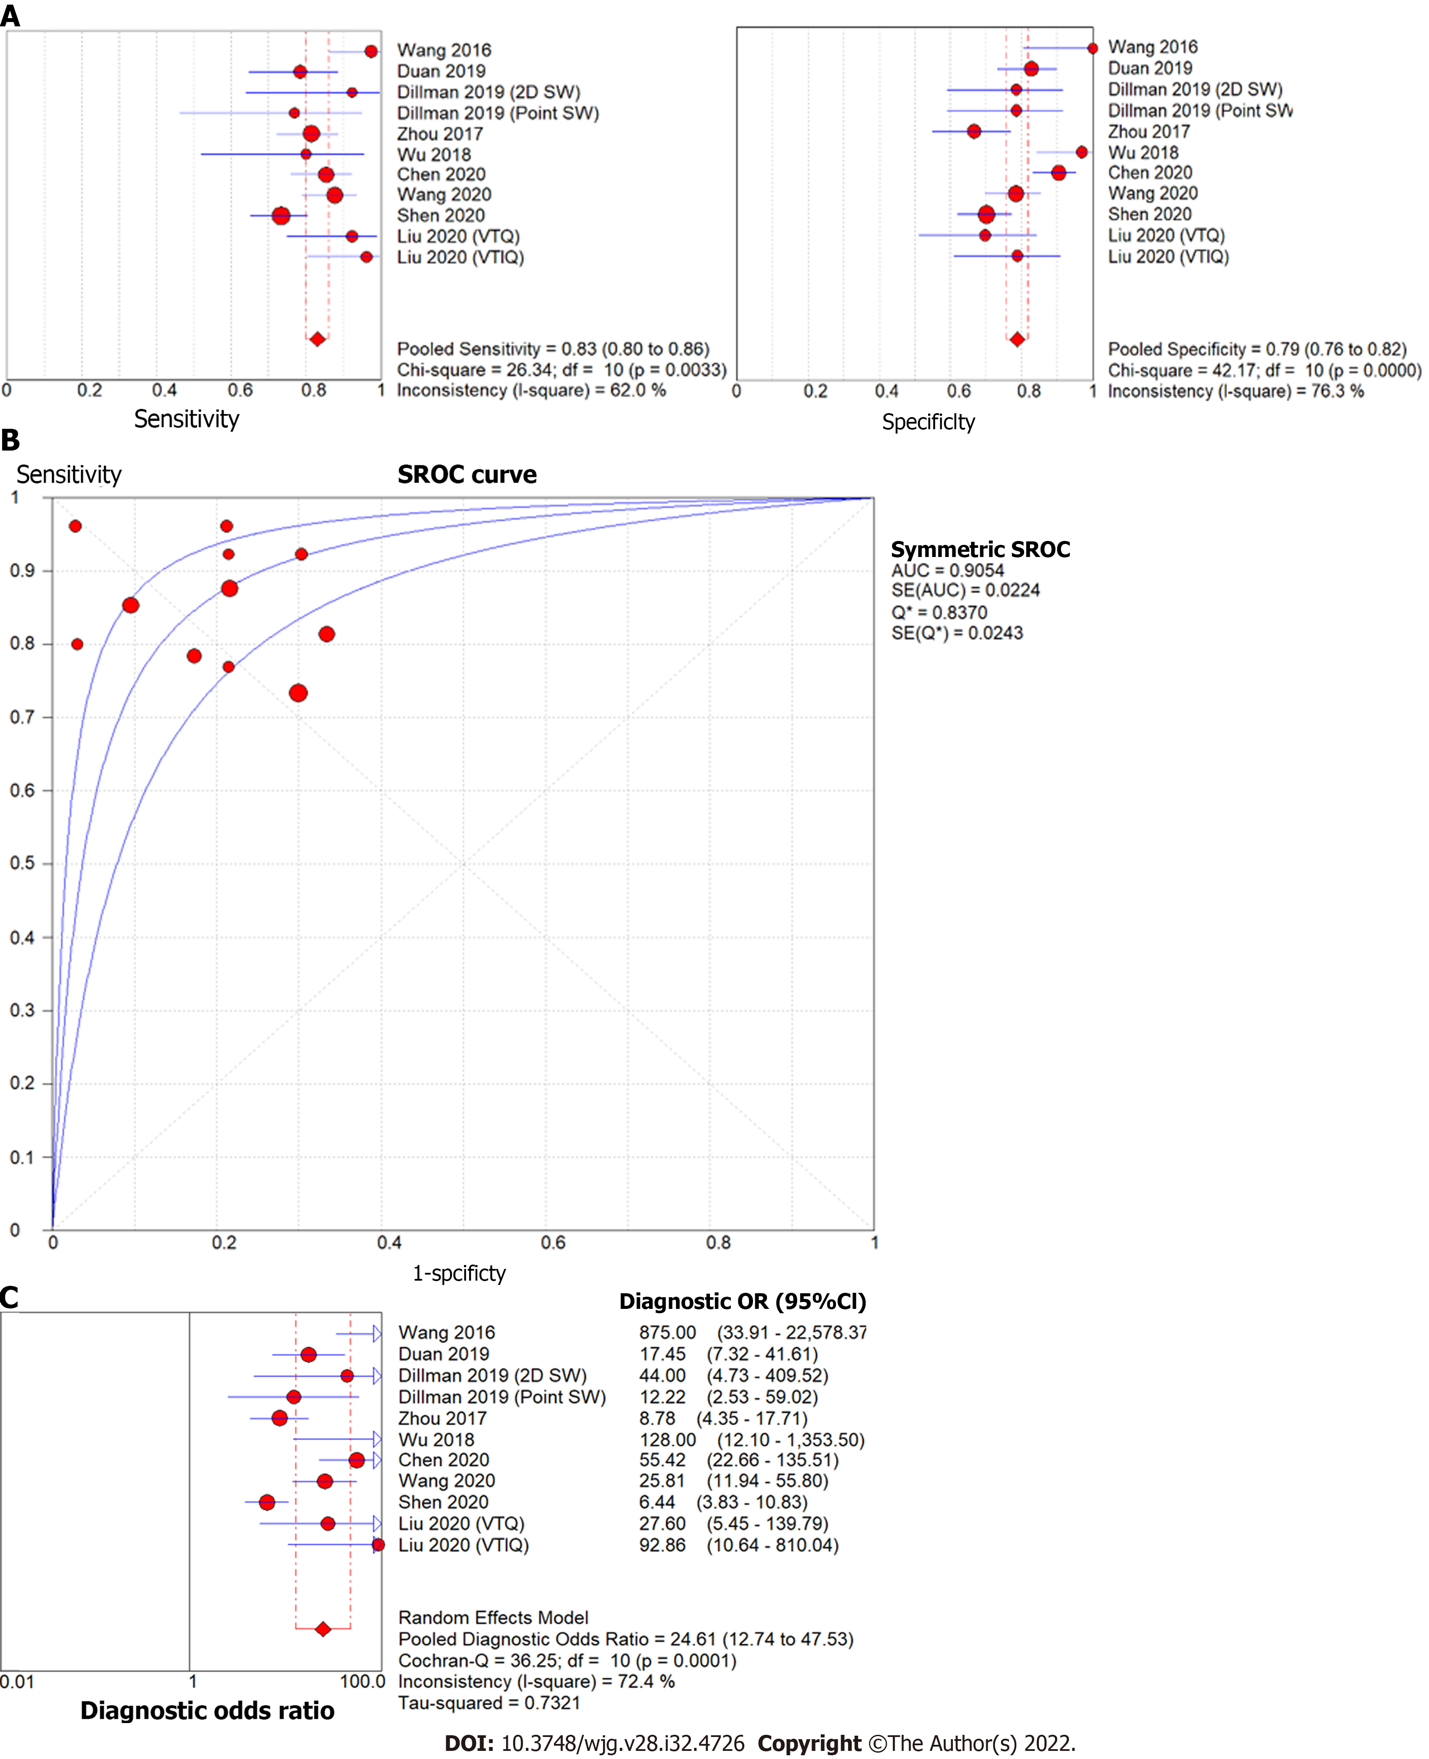 A
Wang 2016
Duan 2019
Dillman 2019 (2D SW)
Dillman 2019 (Point SW)
Zhou 2017
Wu 2018
Chen 2020
Wang 2020
Shen 2020
Liu 2020 (VTQ)
Liu 2020 (VTIQ)
Pooled Sensitivity = 0.83 (0.80 to 0.86)
Chi-square = 26.34; df = 10 (p = 0.0033)
Inconsistency (I-square) = 62.0 %
0 0.2 0.4 0.6 0.8 1
Sensitivity
Wang 2016
Duan 2019
Dillman 2019 (2D SW)
Dillman 2019 (Point SW
Zhou 2017
Wu 2018
Chen 2020
Wang 2020
Shen 2020
Liu 2020 (VTQ)
Liu 2020 (VTIQ)
Pooled Specificity = 0.79 (0.76 to 0.82)
Chi-square = 42.17; df = 10 (p = 0.0000)
Inconsistency (I-square) = 76.3 %
0 0.2 0.4 0.6 0.8 1
Specificlty
B
Sensitivity
SROC curve
1
0.9
0.8
0.7
0.6
0.5
0.4
0.3
0.2
0.1
0
0 0.2 0.4 0.6 0.8 1
1-spcificty
Symmetric SROC
AUC = 0.9054
SE(AUC) = 0.0224
Q* = 0.8370
SE(Q*) = 0.0243
C
Diagnostic OR (95%CI)
Wang 2016 875.00 (33.91 - 22,578.37
Duan 2019 17.45 (7.32 - 41.61)
Dillman 2019 (2D SW) 44.00 (4.73 - 409.52)
Dillman 2019 (Point SW) 12.22 (2.53 - 59.02)
Zhou 2017 8.78 (4.35 - 17.71)
Wu 2018 128.00 (12.10 - 1,353.50)
Chen 2020 55.42 (22.66 - 135.51)
Wang 2020 25.81 (11.94 - 55.80)
Shen 2020 6.44 (3.83 - 10.83)
Liu 2020 (VTQ) 27.60 (5.45 - 139.79)
Liu 2020 (VTIQ) 92.86 (10.64 - 810.04)
Random Effects Model
Pooled Diagnostic Odds Ratio = 24.61 (12.74 to 47.53)
Cochran-Q = 36.25; df = 10 (p = 0.0001)
Inconsistency (I-square) = 72.4 %
Tau-squared = 0.7321
0.01 1 100.0
Diagnostic odds ratio
DOI: 10.3748/wjg.v28.i32.4726 Copyright ©The Author(s) 2022.